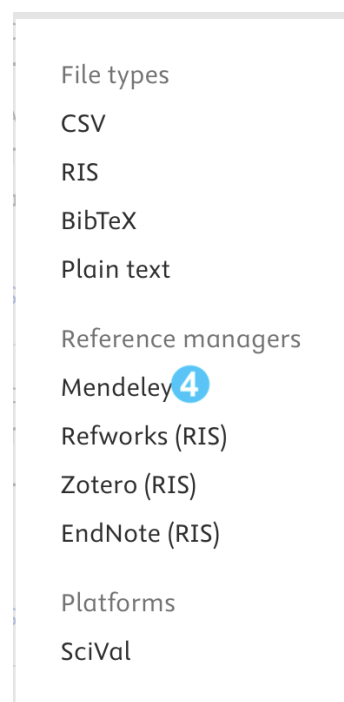 File types
CSV
RIS
BibTeX
Plain text
Reference managers
Mendeley 4
Refworks (RIS)
Zotero (RIS)
EndNote (RIS)
Platforms
SciVal